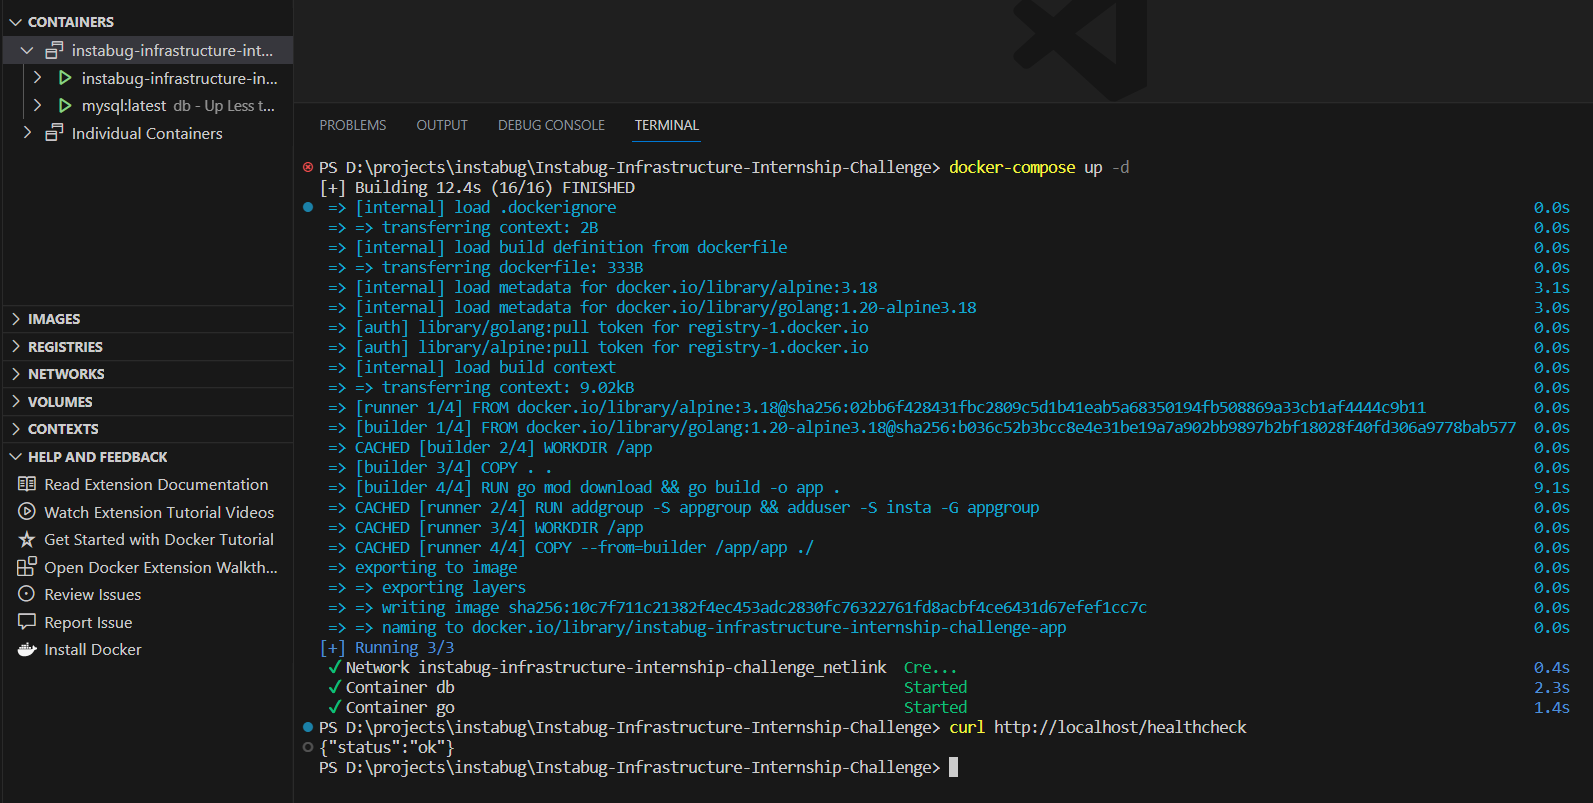 CONTAINERS
instabug-infrastructure-int...
instabug-infrastructure-in...
mysql:latest db - Up Less t...
Individual Containers
IMAGES
REGISTRIES
NETWORKS
VOLUMES
CONTEXTS
HELP AND FEEDBACK
Read Extension Documentation
Watch Extension Tutorial Videos
Get Started with Docker Tutorial
Open Docker Extension Walkth...
Review Issues
Report Issue
Install Docker
PROBLEMS OUTPUT DEBUG CONSOLE TERMINAL
PS D:\projects\instabug\Instabug-Infrastructure-Internship-Challenge> docker-compose up -d
[+] Building 12.4s (16/16) FINISHED
=> [internal] load .dockerignore 0.0s
=> => transferring context: 2B 0.0s
=> [internal] load build definition from dockerfile 0.0s
=> => transferring dockerfile: 333B 0.0s
=> [internal] load metadata for docker.io/library/alpine:3.18 3.1s
=> [internal] load metadata for docker.io/library/golang:1.20-alpine3.18 3.0s
=> [auth] library/golang:pull token for registry-1.docker.io 0.0s
=> [auth] library/alpine:pull token for registry-1.docker.io 0.0s
=> [internal] load build context 0.0s
=> => transferring context: 9.02kB 0.0s
=> [runner 1/4] FROM docker.io/library/alpine:3.18@sha256:02bb6f428431fbc2809c5d1b41eab5a68350194fb508869a33cb1af4444c9b11 0.0s
=> [builder 1/4] FROM docker.io/library/golang:1.20-alpine3.18@sha256:b036c52b3bcc8e4e31be19a7a902bb9897b2bf18028f40fd306a9778bab577 0.0s
=> CACHED [builder 2/4] WORKDIR /app 0.0s
=> [builder 3/4] COPY . . 0.0s
=> [builder 4/4] RUN go mod download && go build -o app . 9.1s
=> CACHED [runner 2/4] RUN addgroup -S appgroup && adduser -S insta -G appgroup 0.0s
=> CACHED [runner 3/4] WORKDIR /app 0.0s
=> CACHED [runner 4/4] COPY --from=builder /app/app ./ 0.0s
=> exporting to image 0.0s
=> => exporting layers 0.0s
=> => writing image sha256:10c7f711c21382f4ec453adc2830fc76322761fd8acbf4ce6431d67efef1cc7c 0.0s
=> => naming to docker.io/library/instabug-infrastructure-internship-challenge-app 0.0s
[+] Running 3/3
✓Network instabug-infrastructure-internship-challenge_netlink Cre... 0.4s
✓Container db Started 2.3s
✓Container go Started 1.4s
PS D:\projects\instabug\Instabug-Infrastructure-Internship-Challenge> curl http://localhost/healthcheck
{"status":"ok"}
PS D:\projects\instabug\Instabug-Infrastructure-Internship-Challenge>